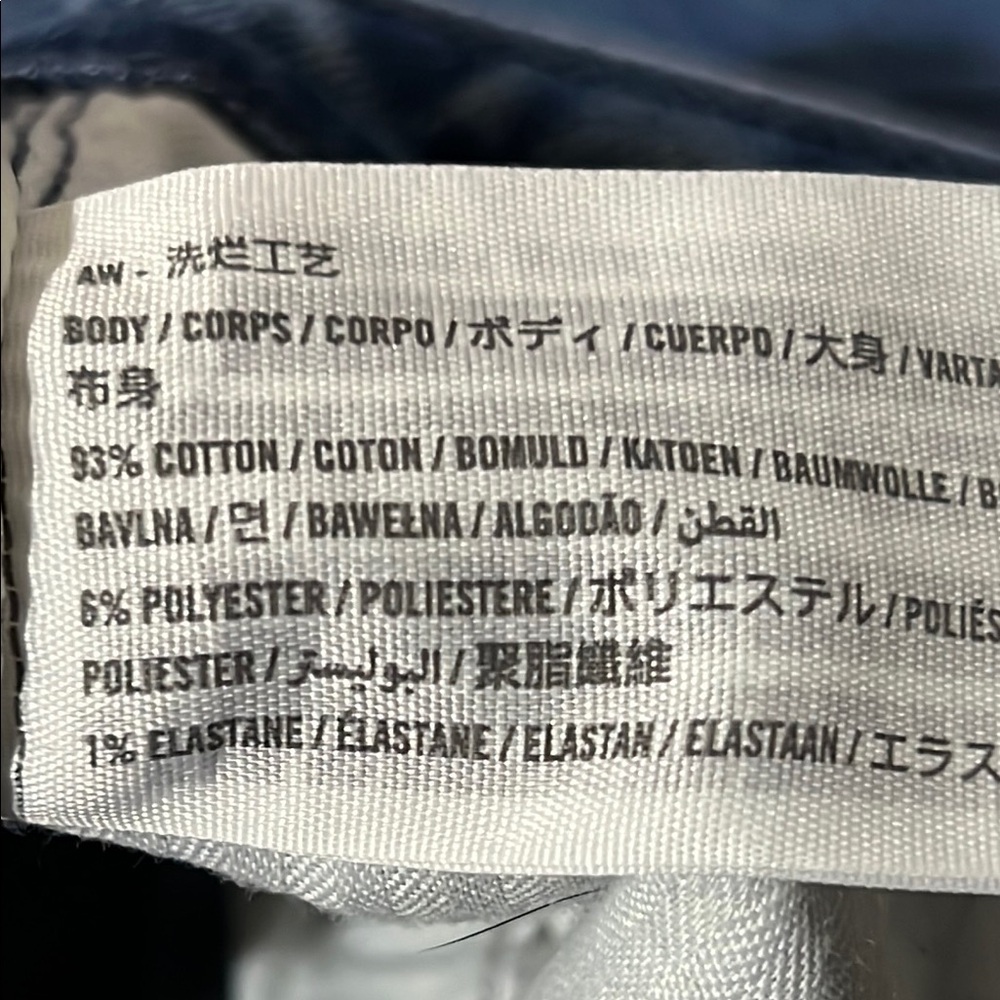 AW - 洗烂工艺
BODY / CORPS / CORPO / ボディ / CUERPO / 大身 / VARTA
布身
93% COTTON / COTON / BOMULD / KATOEN / BAUMWOLLE / B
BAVLNA / 면 / BAWEŁNA / ALGODÃO / القطن
6% POLYESTER / POLIESTERE / ポリエステル / POLIÉS
POLIESTER / البوليستر / 聚脂纖維
1% ELASTANE / ÉLASTANE / ELASTAN / ELASTAAN / エラス